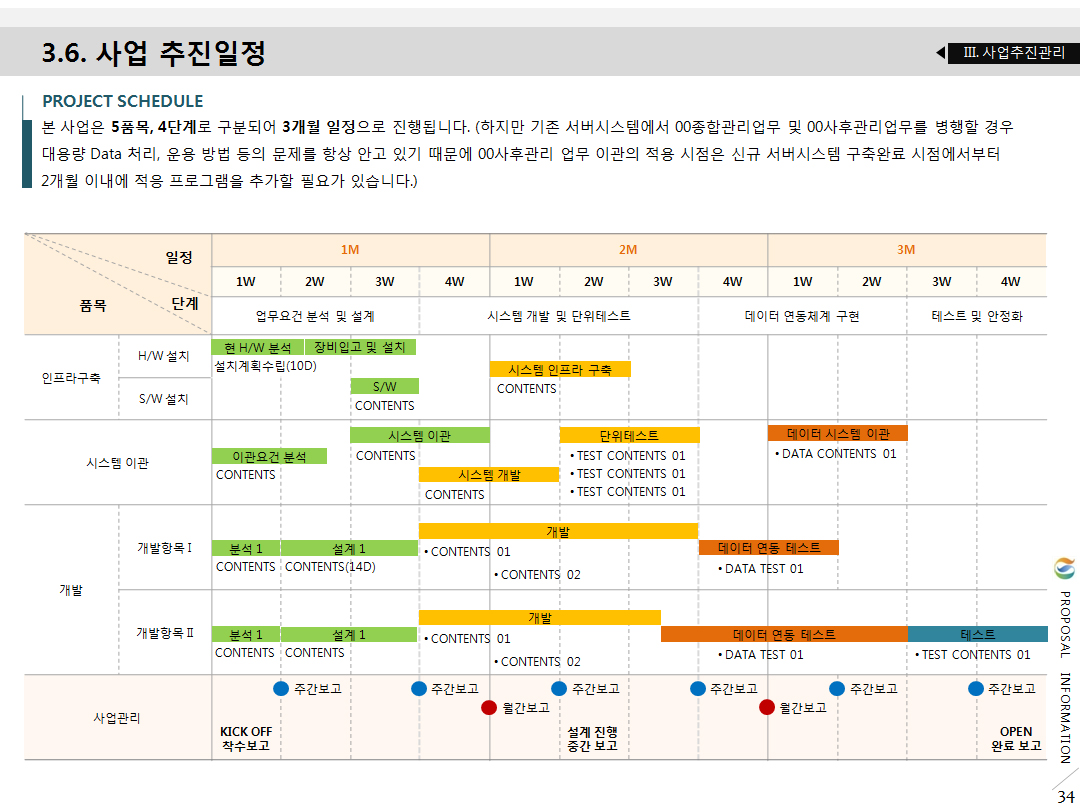 3.6. 사업 추진일정
III. 사업추진관리
PROJECT SCHEDULE
본 사업은 5품목, 4단계로 구분되어 3개월 일정으로 진행됩니다. (하지만 기존 서버시스템에서 00종합관리업무 및 00사후관리업무를 병행할 경우
대용량 Data 처리, 운용 방법 등의 문제를 항상 안고 있기 때문에 00사후관리 업무 이관의 적용 시점은 신규 서버시스템 구축완료 시점에서부터
2개월 이내에 적응 프로그램을 추가할 필요가 있습니다.)
일정
단계
품목
1M 2M 3M
1W 2W 3W 4W 1W 2W 3W 4W 1W 2W 3W 4W
업무요건 분석 및 설계 시스템 개발 및 단위테스트 데이터 연동체계 구현 테스트 및 안정화
인프라구축
H/W 설치
현 H/W 분석 장비입고 및 설치
설치계획수립(10D)
시스템 인프라 구축
CONTENTS
S/W 설치
S/W
CONTENTS
시스템 이관
시스템 이관 단위테스트 데이터 시스템 이관
CONTENTS • TEST CONTENTS 01 • DATA CONTENTS 01
이관요건 분석
CONTENTS
시스템 개발 • TEST CONTENTS 01
CONTENTS • TEST CONTENTS 01
개발
개발항목 I
개발
분석 1 설계 1 • CONTENTS 01 데이터 연동 테스트
CONTENTS CONTENTS(14D) • CONTENTS 02 • DATA TEST 01
개발항목 II
개발
분석 1 설계 1 • CONTENTS 01 데이터 연동 테스트 테스트
CONTENTS CONTENTS • CONTENTS 02 • DATA TEST 01 • TEST CONTENTS 01
사업관리
주간보고 주간보고 주간보고 주간보고 주간보고 주간보고
월간보고 월간보고
KICK OFF 설계 진행 OPEN
착수보고 중간 보고 완료 보고
PROPOSAL INFORMATION
34